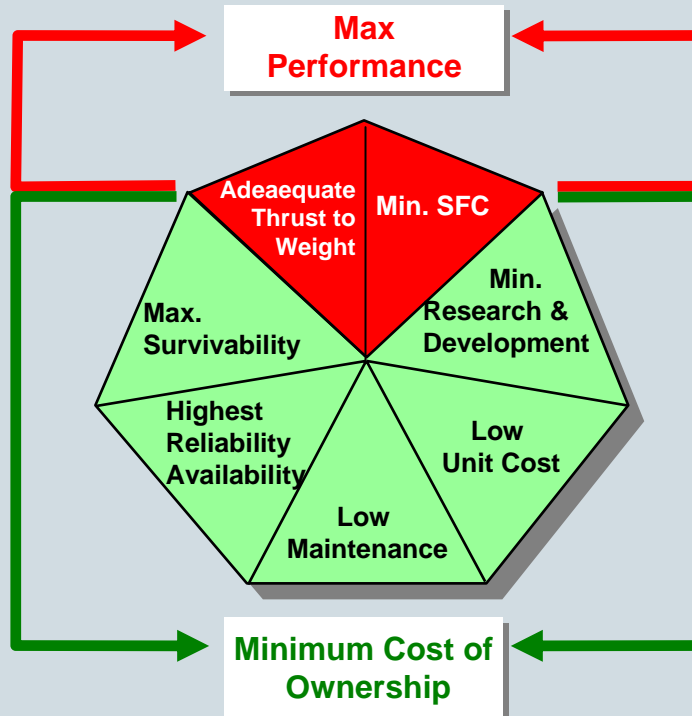 Max
Performance
Adeaequate
Thrust to
Weight
Min. SFC
Min.
Research &
Development
Max.
Survivability
Highest
Reliability
Availability
Low
Unit Cost
Low
Maintenance
Minimum Cost of
Ownership